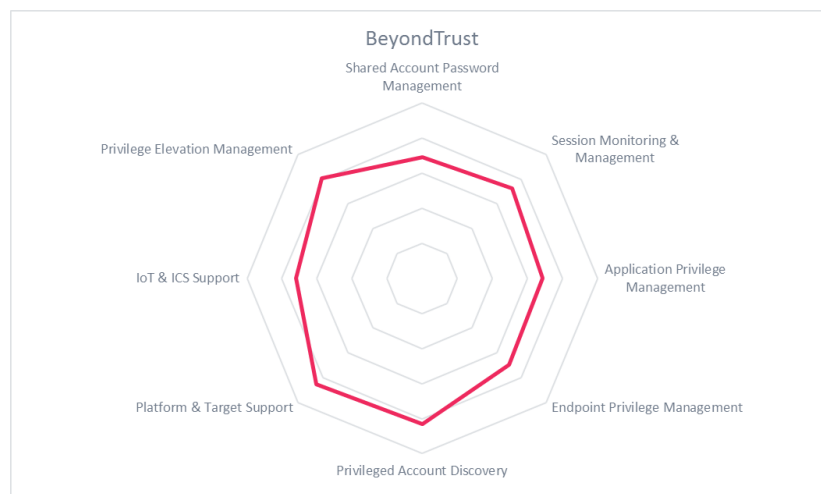 BeyondTrust
Shared Account Password
Management
Session Monitoring &
Management
Privilege Elevation Management
Application Privilege
Management
IoT & ICS Support
Endpoint Privilege Management
Platform & Target Support
Privileged Account Discovery